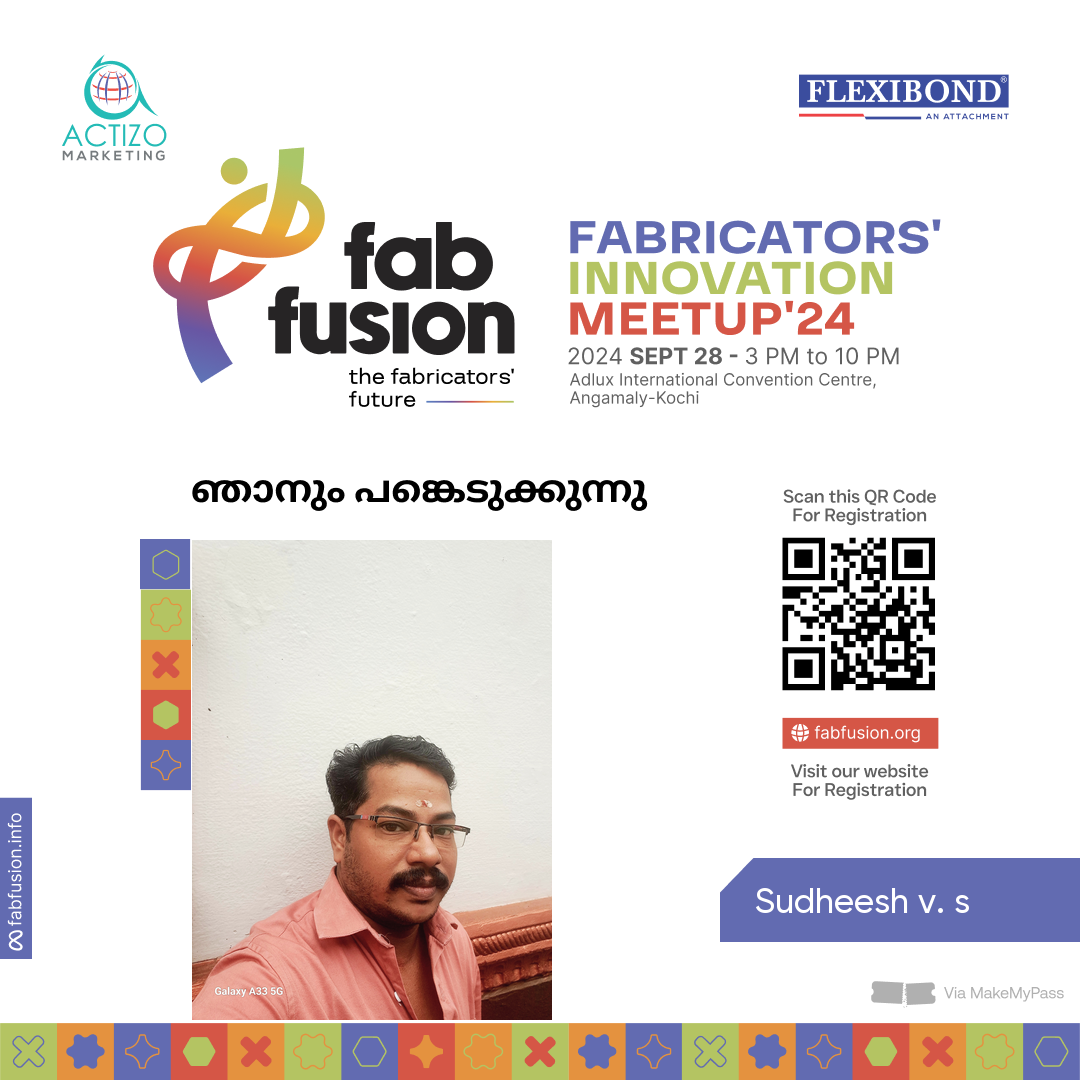 ACTIZO
MARKETING
FLEXIBOND®
AN ATTACHMENT
fab
fusion
the fabricators'
future
FABRICATORS'
INNOVATION
MEETUP'24
2024 SEPT 28 - 3 PM to 10 PM
Adlux International Convention Centre,
Angamaly-Kochi
ഞാനും പങ്കെടുക്കുന്നു
Scan this QR Code
For Registration
fabfusion.org
Visit our website
For Registration
fabfusion.info
Sudheesh v. s
Galaxy A33 5G
Via MakeMyPass